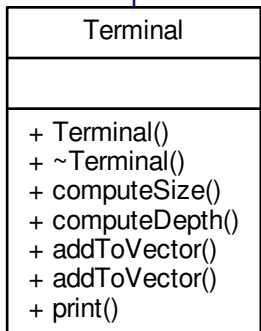 Terminal
+ Terminal()
+ ~Terminal()
+ computeSize()
+ computeDepth()
+ addToVector()
+ addToVector()
+ print()